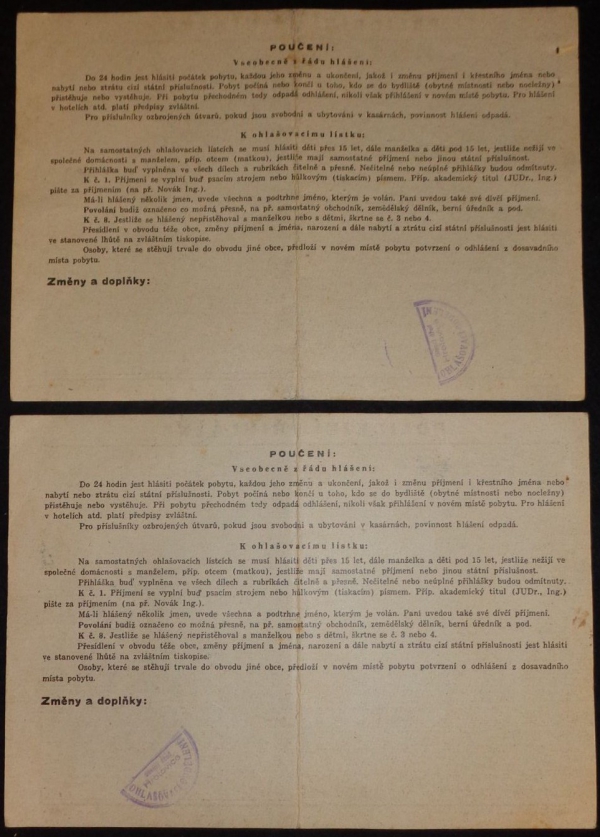 POUČENÍ:
Všeobecně z řádu hlášení:
Do 24 hodin jest hlásiti počátek pobytu, každou jeho změnu a ukončení, jakož i změnu příjmení i křestního jména nebo
nabytí nebo ztrátu cizí státní příslušnosti. Pobyt počíná nebo končí u toho, kdo se do bydliště (obytné místnosti nebo nocležny)
přistěhuje nebo vystěhuje. Při pobytu přechodném tedy odpadá odhlášení, nikoli však přihlášení v novém místě pobytu. Pro hlášení
v hotelích atd. platí předpisy zvláštní.
Pro příslušníky ozbrojených útvarů, pokud jsou svobodni a ubytováni v kasárnách, povinnost hlášení odpadá.
K ohlašovacímu lístku:
Na samostatných ohlašovacích lístcích se musí hlásiti děti přes 15 let, dále manželka a děti pod 15 let, jestliže nežijí ve
společné domácnosti s manželem, příp. otcem (matkou), jestliže mají samostatné příjmení nebo jinou státní příslušnost.
Přihláška buď vyplněna ve všech dílech a rubrikách čitelně a přesně. Nečitelné nebo neúplné přihlášky budou odmítnuty.
K č. 1. Příjmení se vyplní buď psacím strojem nebo hůlkovým (tiskacím) písmem. Příp. akademický titul (JUDr., Ing.)
pište za příjmením (na př. Novák Ing.).
Má-li hlášený několik jmen, uvede všechna a podtrhne jméno, kterým je volán. Paní uvedou také své dívčí příjmení.
Povolání budiž označeno co možná přesně, na př. samostatný obchodník, zemědělský dělník, berní úředník a pod.
K č. 8. Jestliže se hlášený nepřistěhoval s manželkou nebo s dětmi, škrtne se č. 3 nebo 4.
Přesídlení v obvodu téže obce, změny příjmení a jména, narození a dále nabytí a ztrátu cizí státní příslušnosti jest hlásiti
ve stanovené lhůtě na zvláštním tiskopise.
Osoby, které se stěhují trvale do obvodu jiné obce, předloží v novém místě pobytu potvrzení o odhlášení z dosavadního
místa pobytu.
Změny a doplňky:
POUČENÍ:
Všeobecně z řádu hlášení:
Do 24 hodin jest hlásiti počátek pobytu, každou jeho změnu a ukončení, jakož i změnu příjmení i křestního jména nebo
nabytí nebo ztrátu cizí státní příslušnosti. Pobyt počíná nebo končí u toho, kdo se do bydliště (obytné místnosti nebo nocležny)
přistěhuje nebo vystěhuje. Při pobytu přechodném tedy odpadá odhlášení, nikoli však přihlášení v novém místě pobytu. Pro hlášení
v hotelích atd. platí předpisy zvláštní.
Pro příslušníky ozbrojených útvarů, pokud jsou svobodni a ubytováni v kasárnách, povinnost hlášení odpadá.
K ohlašovacímu lístku:
Na samostatných ohlašovacích lístcích se musí hlásiti děti přes 15 let, dále manželka a děti pod 15 let, jestliže nežijí ve
společné domácnosti s manželem, příp. otcem (matkou), jestliže mají samostatné příjmení nebo jinou státní příslušnost.
Přihláška buď vyplněna ve všech dílech a rubrikách čitelně a přesně. Nečitelné nebo neúplné přihlášky budou odmítnuty.
K č. 1. Příjmení se vyplní buď psacím strojem nebo hůlkovým (tiskacím) písmem. Příp. akademický titul (JUDr., Ing.)
pište za příjmením (na př. Novák Ing.).
Má-li hlášený několik jmen, uvede všechna a podtrhne jméno, kterým je volán. Paní uvedou také své dívčí příjmení.
Povolání budiž označeno co možná přesně, na př. samostatný obchodník, zemědělský dělník, berní úředník a pod.
K č. 8. Jestliže se hlášený nepřistěhoval s manželkou nebo s dětmi, škrtne se č. 3 nebo 4.
Přesídlení v obvodu téže obce, změny příjmení a jména, narození a dále nabytí a ztrátu cizí státní příslušnosti jest hlásiti
ve stanovené lhůtě na zvláštním tiskopise.
Osoby, které se stěhují trvale do obvodu jiné obce, předloží v novém místě pobytu potvrzení o odhlášení z dosavadního
místa pobytu.
Změny a doplňky: